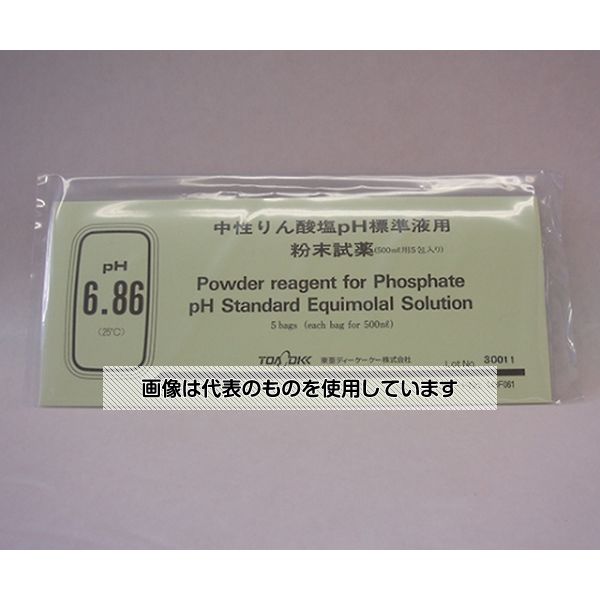 中性りん酸塩pH標準液用
粉末試薬(500mℓ用5包入り)
pH
6.86
(25℃)
Powder reagent for Phosphate
pH Standard Equimolal Solution
5 bags (each bag for 500mℓ)
TOADKK 東亜ディーケーケー株式会社
Lot No. 30011
F061
画像は代表のものを使用しています